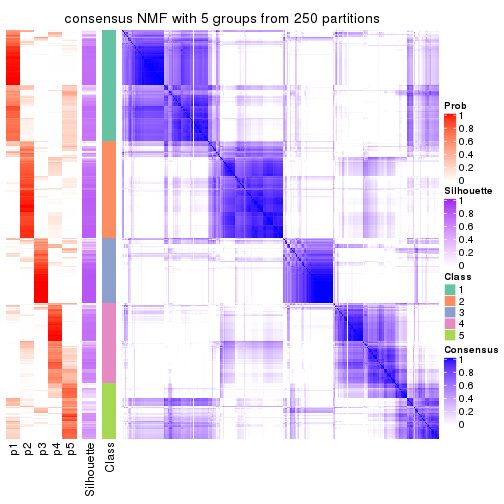 consensus NMF with 5 groups from 250 partitions
Prob
1
0.8
0.6
0.4
0.2
0
Silhouette
1
0.8
0.6
0.4
0.2
0
Class
1
2
3
4
5
Consensus
1
0.8
0.6
0.4
0.2
0
p1
p2
p3
p4
p5
Silhouette
Class